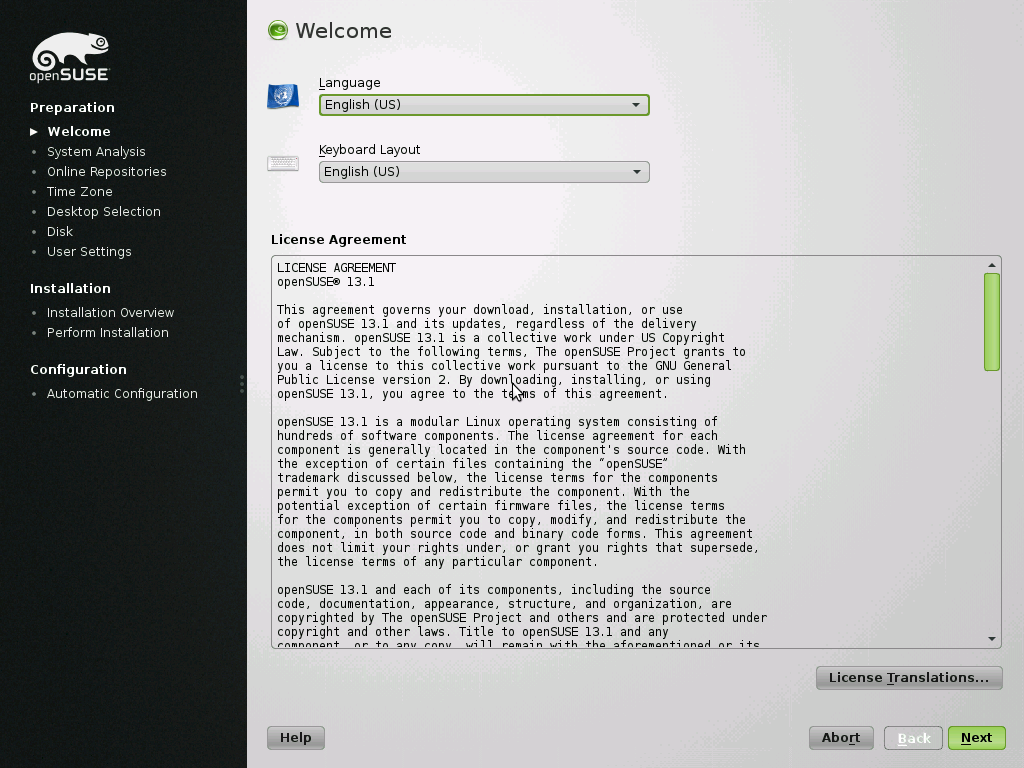 openSUSE
Preparation
Welcome
System Analysis
Online Repositories
Time Zone
Desktop Selection
Disk
User Settings
Installation
Installation Overview
Perform Installation
Configuration
Automatic Configuration
Welcome
Language
English (US)
Keyboard Layout
English (US)
License Agreement
LICENSE AGREEMENT
openSUSE® 13.1
This agreement governs your download, installation, or use
of openSUSE 13.1 and its updates, regardless of the delivery
mechanism. openSUSE 13.1 is a collective work under US Copyright
Law. Subject to the following terms, The openSUSE Project grants to
you a license to this collective work pursuant to the GNU General
Public License version 2. By downloading, installing, or using
openSUSE 13.1, you agree to the terms of this agreement.
openSUSE 13.1 is a modular Linux operating system consisting of
hundreds of software components. The license agreement for each
component is generally located in the component's source code. With
the exception of certain files containing the “openSUSE”
trademark discussed below, the license terms for the components
permit you to copy and redistribute the component. With the
potential exception of certain firmware files, the license terms
for the components permit you to copy, modify, and redistribute the
component, in both source code and binary code forms. This agreement
does not limit your rights under, or grant you rights that supersede,
the license terms of any particular component.
openSUSE 13.1 and each of its components, including the source
code, documentation, appearance, structure, and organization, are
copyrighted by The openSUSE Project and others and are protected under
copyright and other laws. Title to openSUSE 13.1 and any
component, or to any copy, will remain with the aforementioned or its
License Translations...
Help
Abort
Back
Next